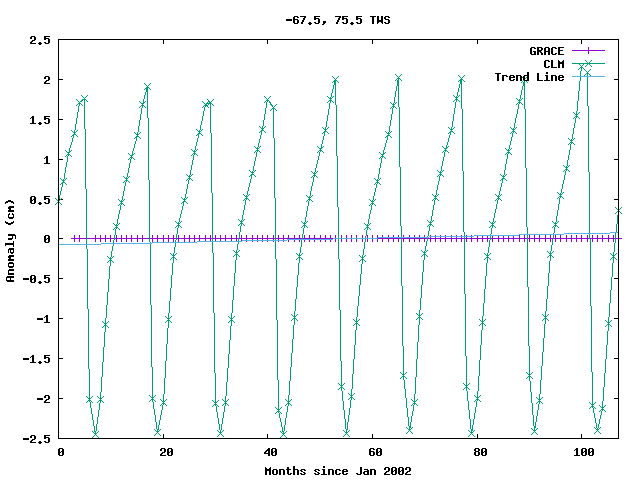 -67.5, 75.5 TWS
GRACE
CLM
Trend Line
2.5
2
1.5
1
0.5
0
-0.5
-1
-1.5
-2
-2.5
Anomaly (cm)
0 20 40 60 80 100
Months since Jan 2002